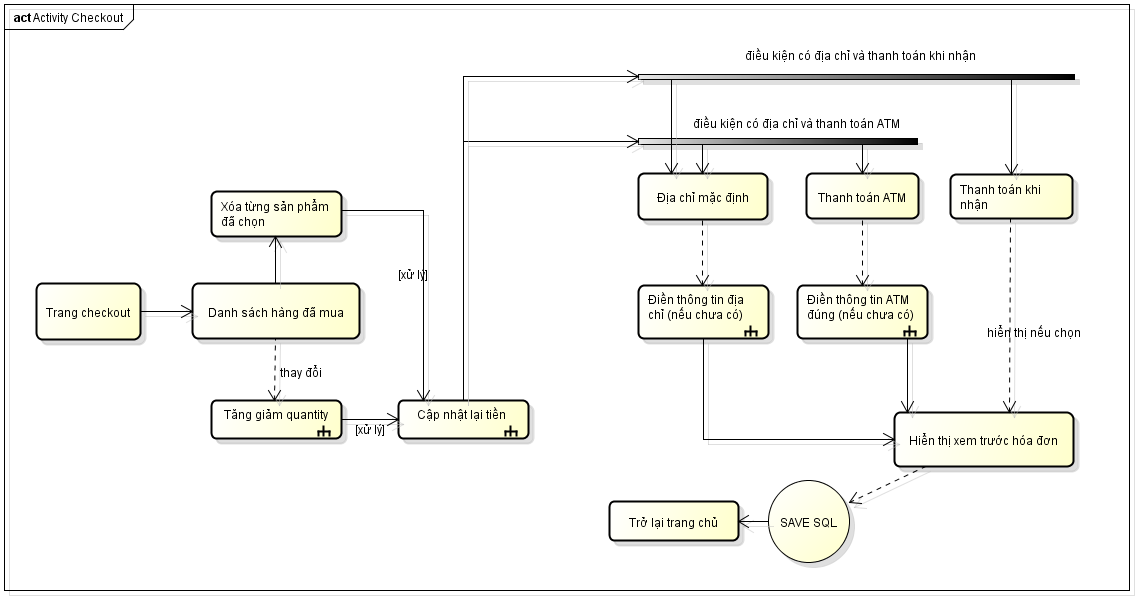 act Activity Checkout
điều kiện có địa chỉ và thanh toán khi nhận
điều kiện có địa chỉ và thanh toán ATM
Địa chỉ mặc định
Thanh toán ATM
Thanh toán khi
nhận
Xóa từng sản phẩm
đã chọn
[xử lý]
Trang checkout
Danh sách hàng đã mua
Điền thông tin địa
chỉ (nếu chưa có)
Điền thông tin ATM
đúng (nếu chưa có)
hiển thị nếu chọn
thay đổi
Tăng giảm quantity
[xử lý]
Cập nhật lại tiền
Hiển thị xem trước hóa đơn
Trở lại trang chủ
SAVE SQL